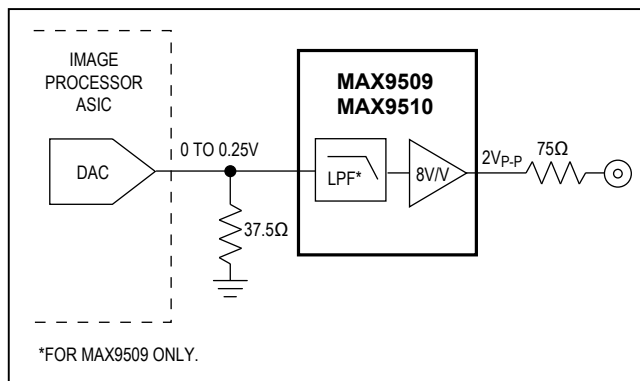 IMAGE
PROCESSOR
ASIC
DAC
0 TO 0.25V
37.5Ω
MAX9509
MAX9510
LPF*
8V/V
2VP-P
75Ω
*FOR MAX9509 ONLY.